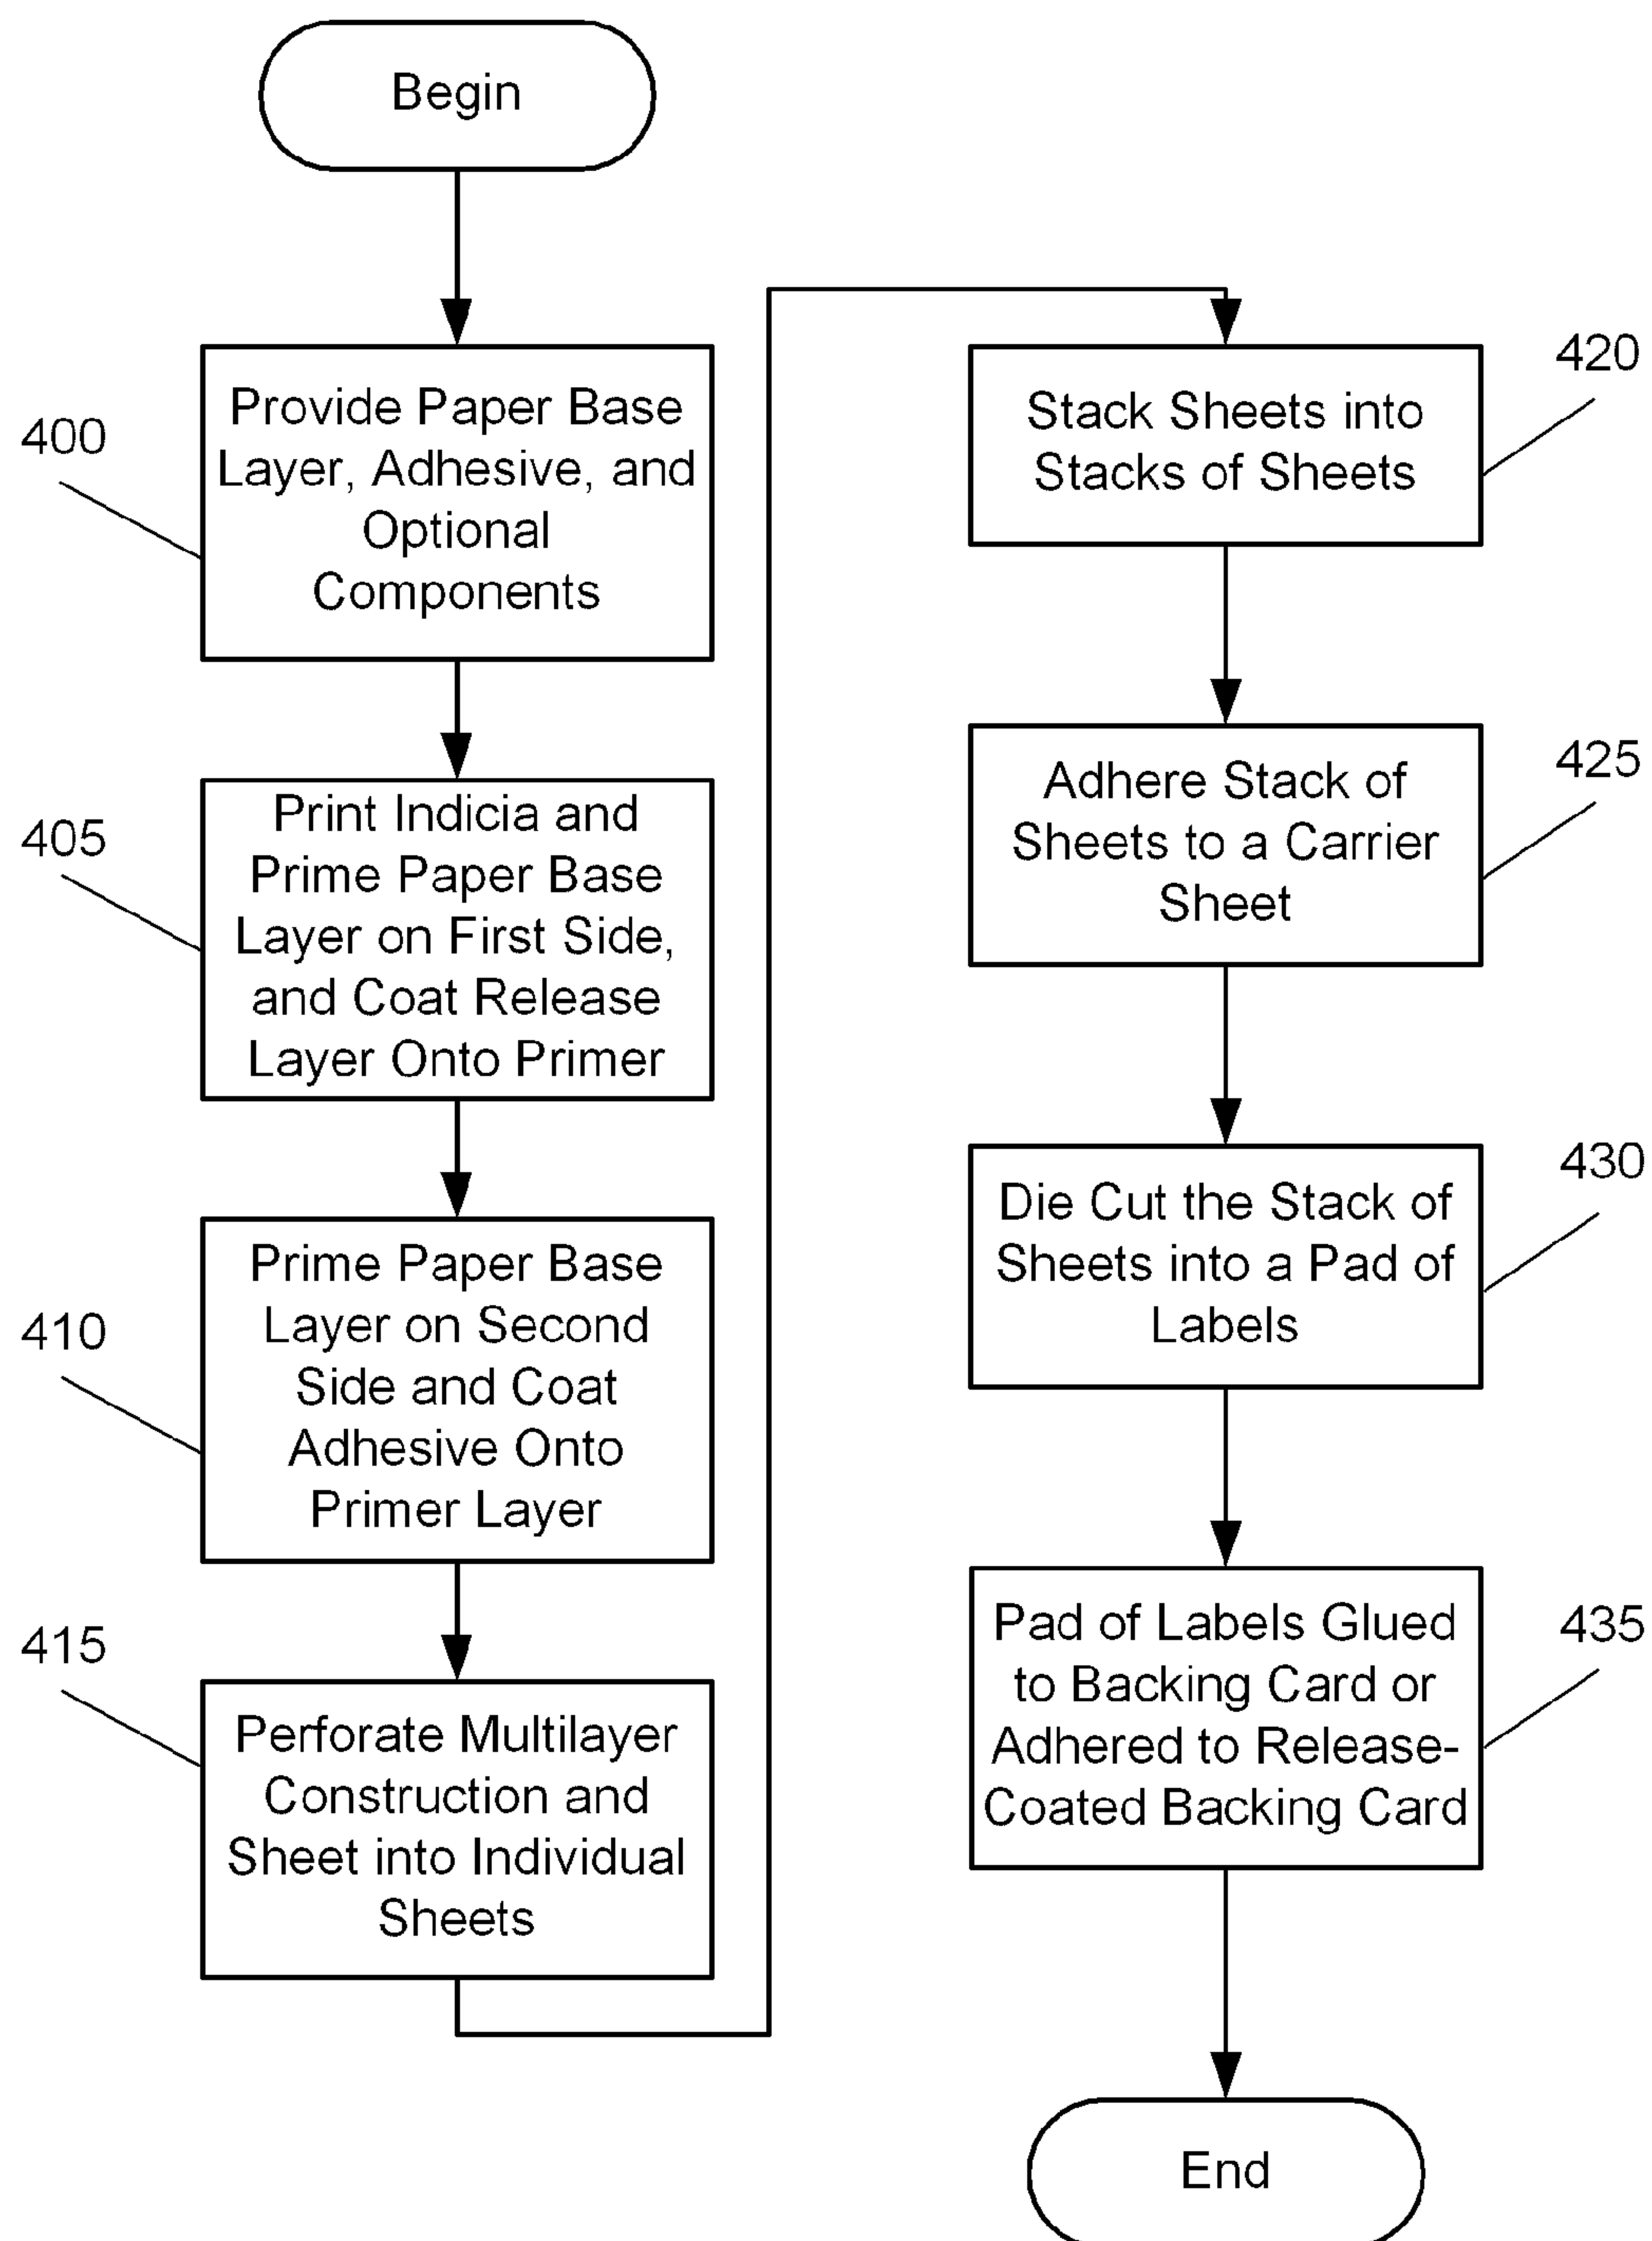 Begin
400
Provide Paper Base
Layer, Adhesive, and
Optional
Components
405
Print Indicia and
Prime Paper Base
Layer on First Side,
and Coat Release
Layer Onto Primer
410
Prime Paper Base
Layer on Second
Side and Coat
Adhesive Onto
Primer Layer
415
Perforate Multilayer
Construction and
Sheet into Individual
Sheets
420
Stack Sheets into
Stacks of Sheets
425
Adhere Stack of
Sheets to a Carrier
Sheet
430
Die Cut the Stack of
Sheets into a Pad of
Labels
435
Pad of Labels Glued
to Backing Card or
Adhered to Release-
Coated Backing Card
End